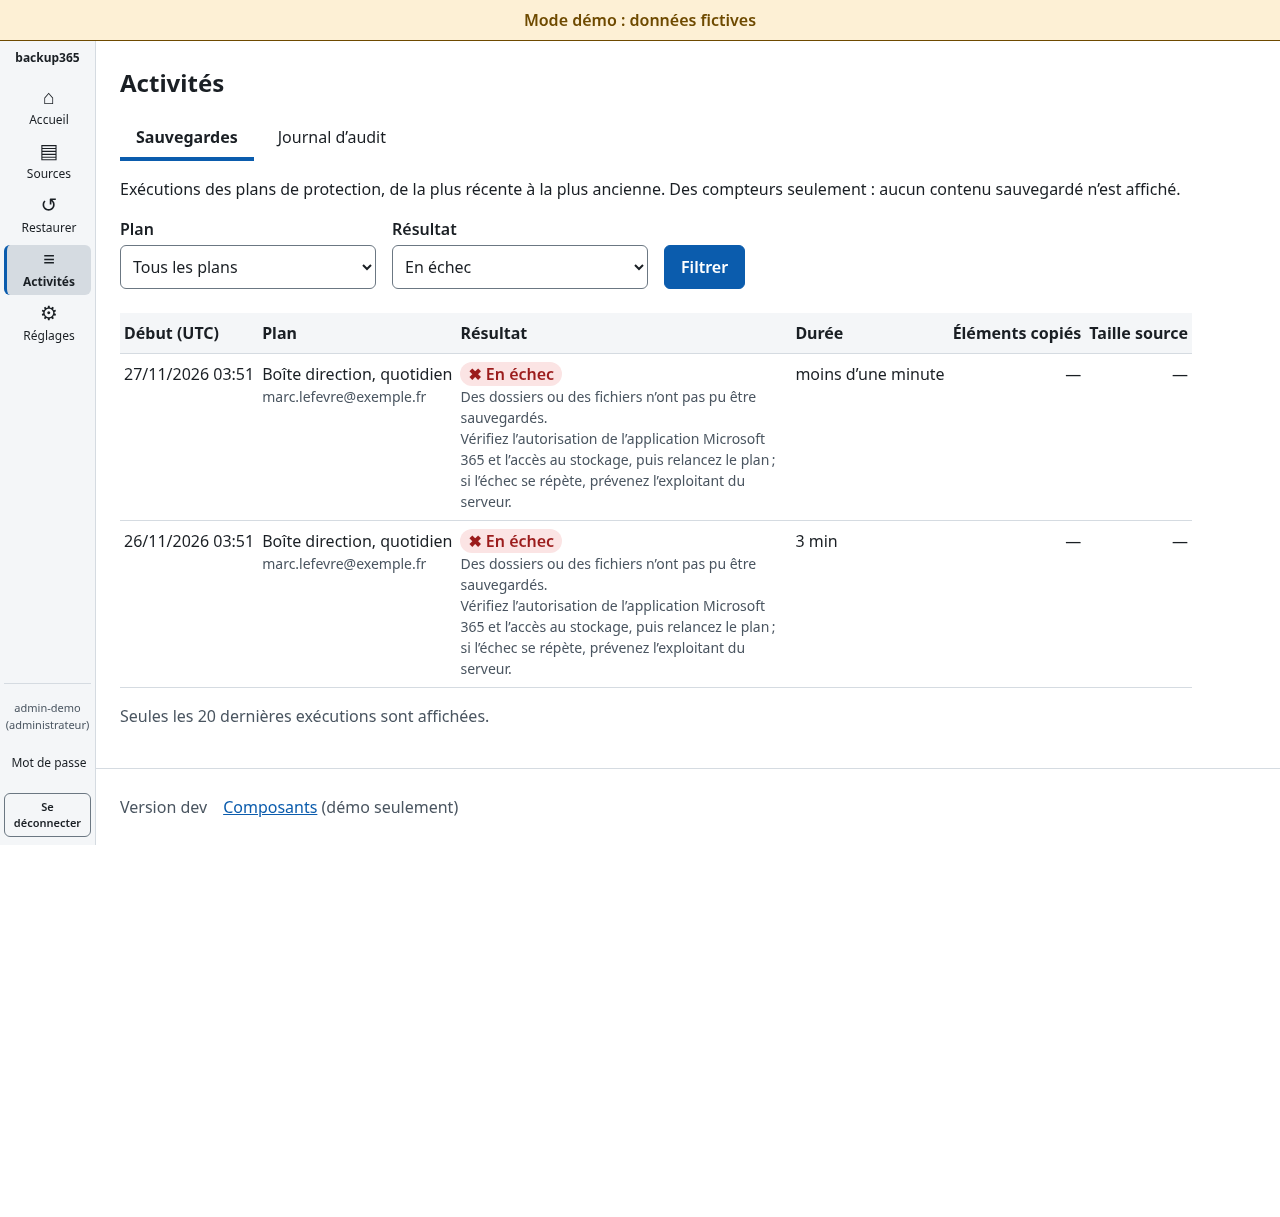 Mode démo : données fictives
backup365
Accueil
Sources
Restaurer
Activités
Réglages
admin-demo
(administrateur)
Mot de passe
Se
déconnecter
Activités
Sauvegardes
Journal d’audit
Exécutions des plans de protection, de la plus récente à la plus ancienne. Des compteurs seulement : aucun contenu sauvegardé n’est affiché.
Plan
Résultat
Tous les plans
En échec
Filtrer
Début (UTC) Plan Résultat Durée Éléments copiés Taille source
27/11/2026 03:51 Boîte direction, quotidien ✖ En échec moins d’une minute — —
marc.lefevre@exemple.fr
Des dossiers ou des fichiers n’ont pas pu être
sauvegardés.
Vérifiez l’autorisation de l’application Microsoft
365 et l’accès au stockage, puis relancez le plan ;
si l’échec se répète, prévenez l’exploitant du
serveur.
26/11/2026 03:51 Boîte direction, quotidien ✖ En échec 3 min — —
marc.lefevre@exemple.fr
Des dossiers ou des fichiers n’ont pas pu être
sauvegardés.
Vérifiez l’autorisation de l’application Microsoft
365 et l’accès au stockage, puis relancez le plan ;
si l’échec se répète, prévenez l’exploitant du
serveur.
Seules les 20 dernières exécutions sont affichées.
Version dev Composants (démo seulement)